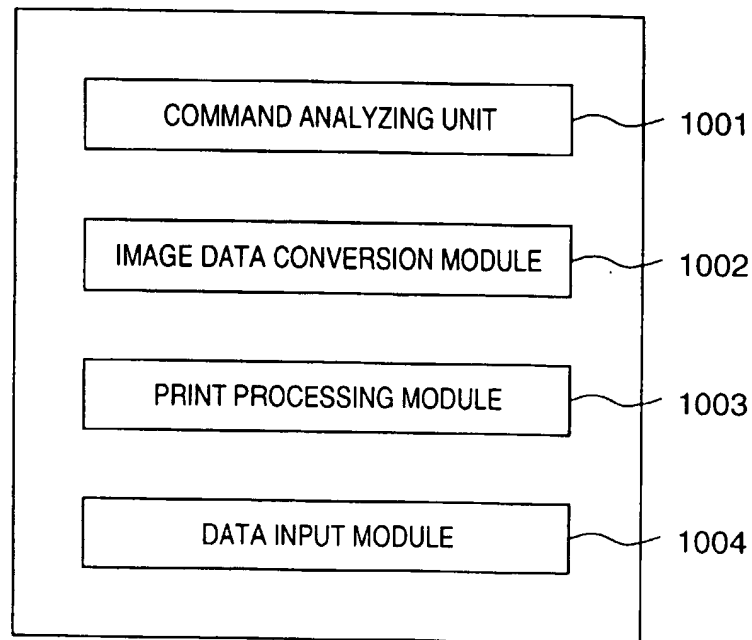 COMMAND ANALYZING UNIT 1001
IMAGE DATA CONVERSION MODULE 1002
PRINT PROCESSING MODULE 1003
DATA INPUT MODULE 1004